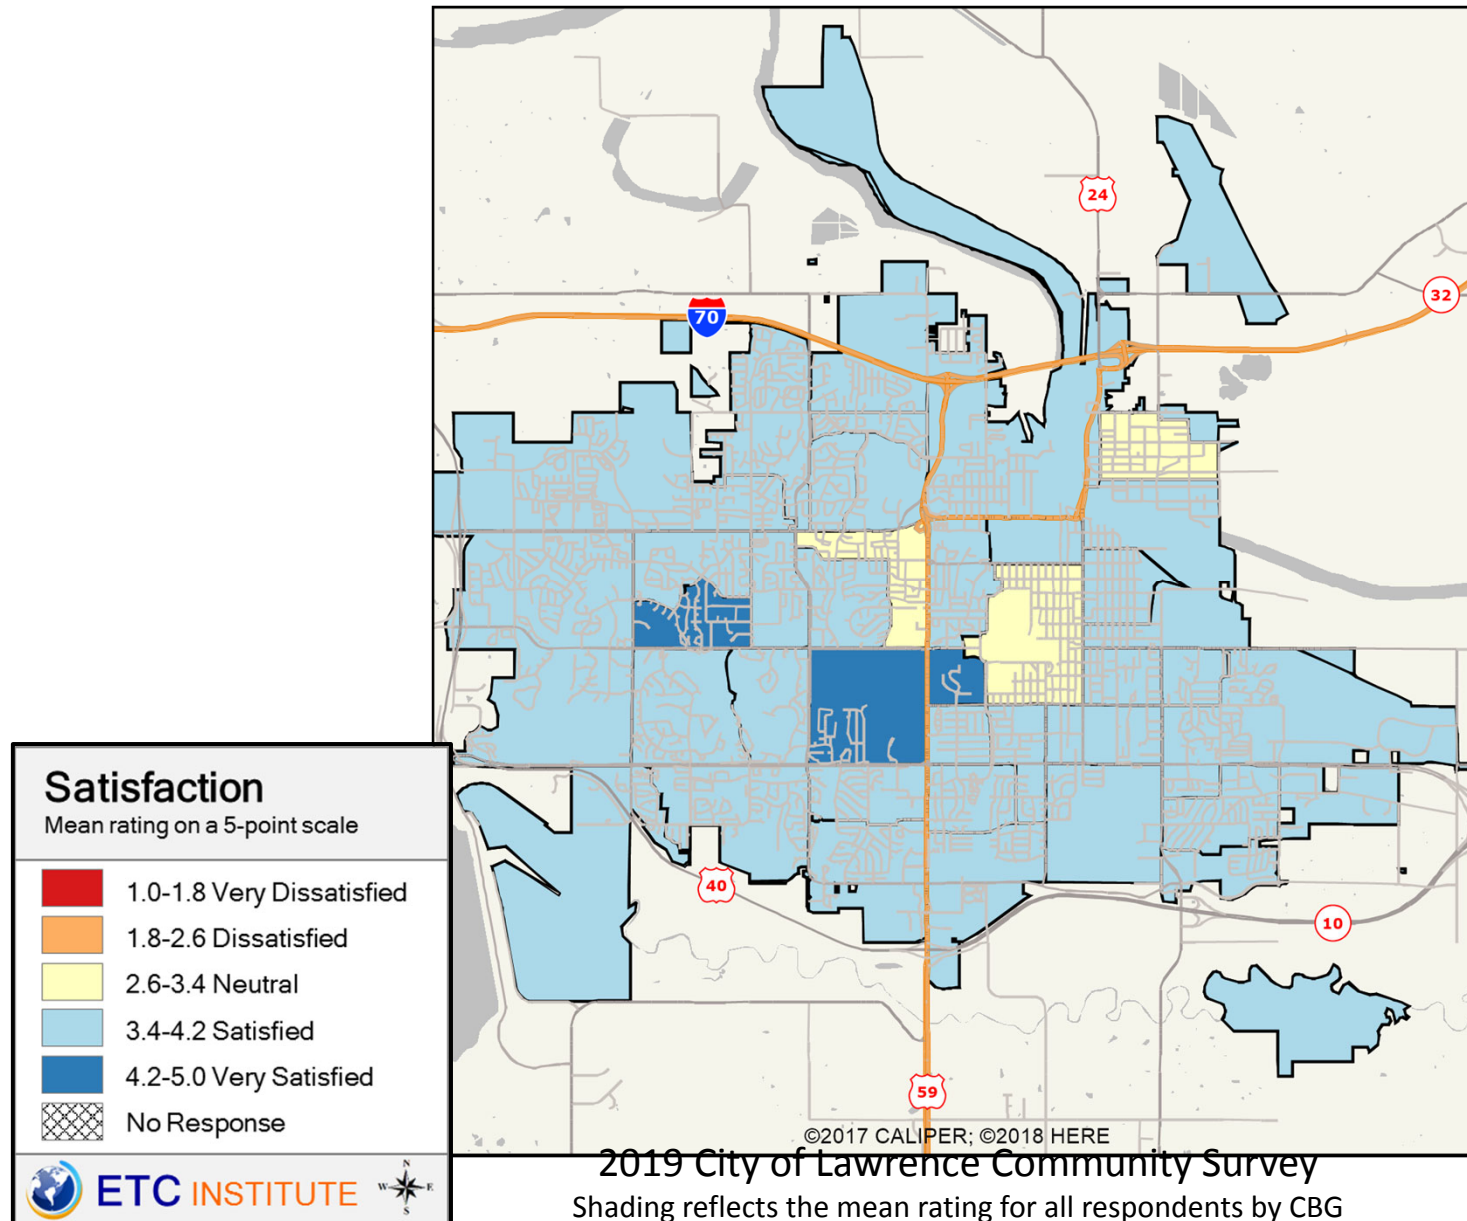 24
32
70
40
10
59
©2017 CALIPER; ©2018 HERE
Satisfaction
Mean rating on a 5-point scale
1.0-1.8 Very Dissatisfied
1.8-2.6 Dissatisfied
2.6-3.4 Neutral
3.4-4.2 Satisfied
4.2-5.0 Very Satisfied
No Response
ETC INSTITUTE
N
W E
S
2019 City of Lawrence Community Survey
Shading reflects the mean rating for all respondents by CBG